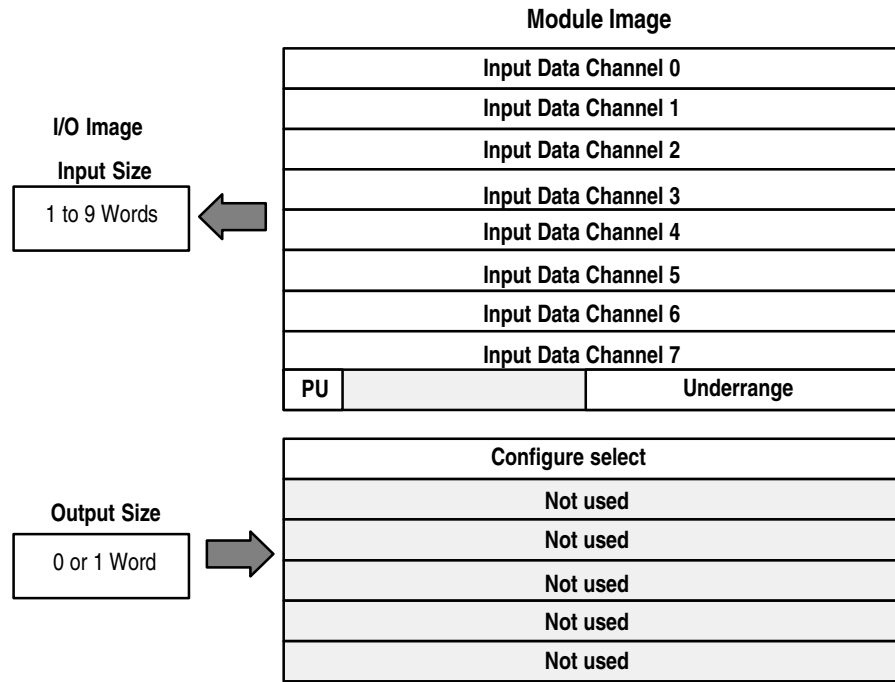 Module Image
Input Data Channel 0
Input Data Channel 1
I/O Image
Input Data Channel 2
Input Size
Input Data Channel 3
1 to 9 Words
Input Data Channel 4
Input Data Channel 5
Input Data Channel 6
Input Data Channel 7
PU
Underrange
Configure select
Output Size
Not used
Not used
0 or 1 Word
Not used
Not used
Not used